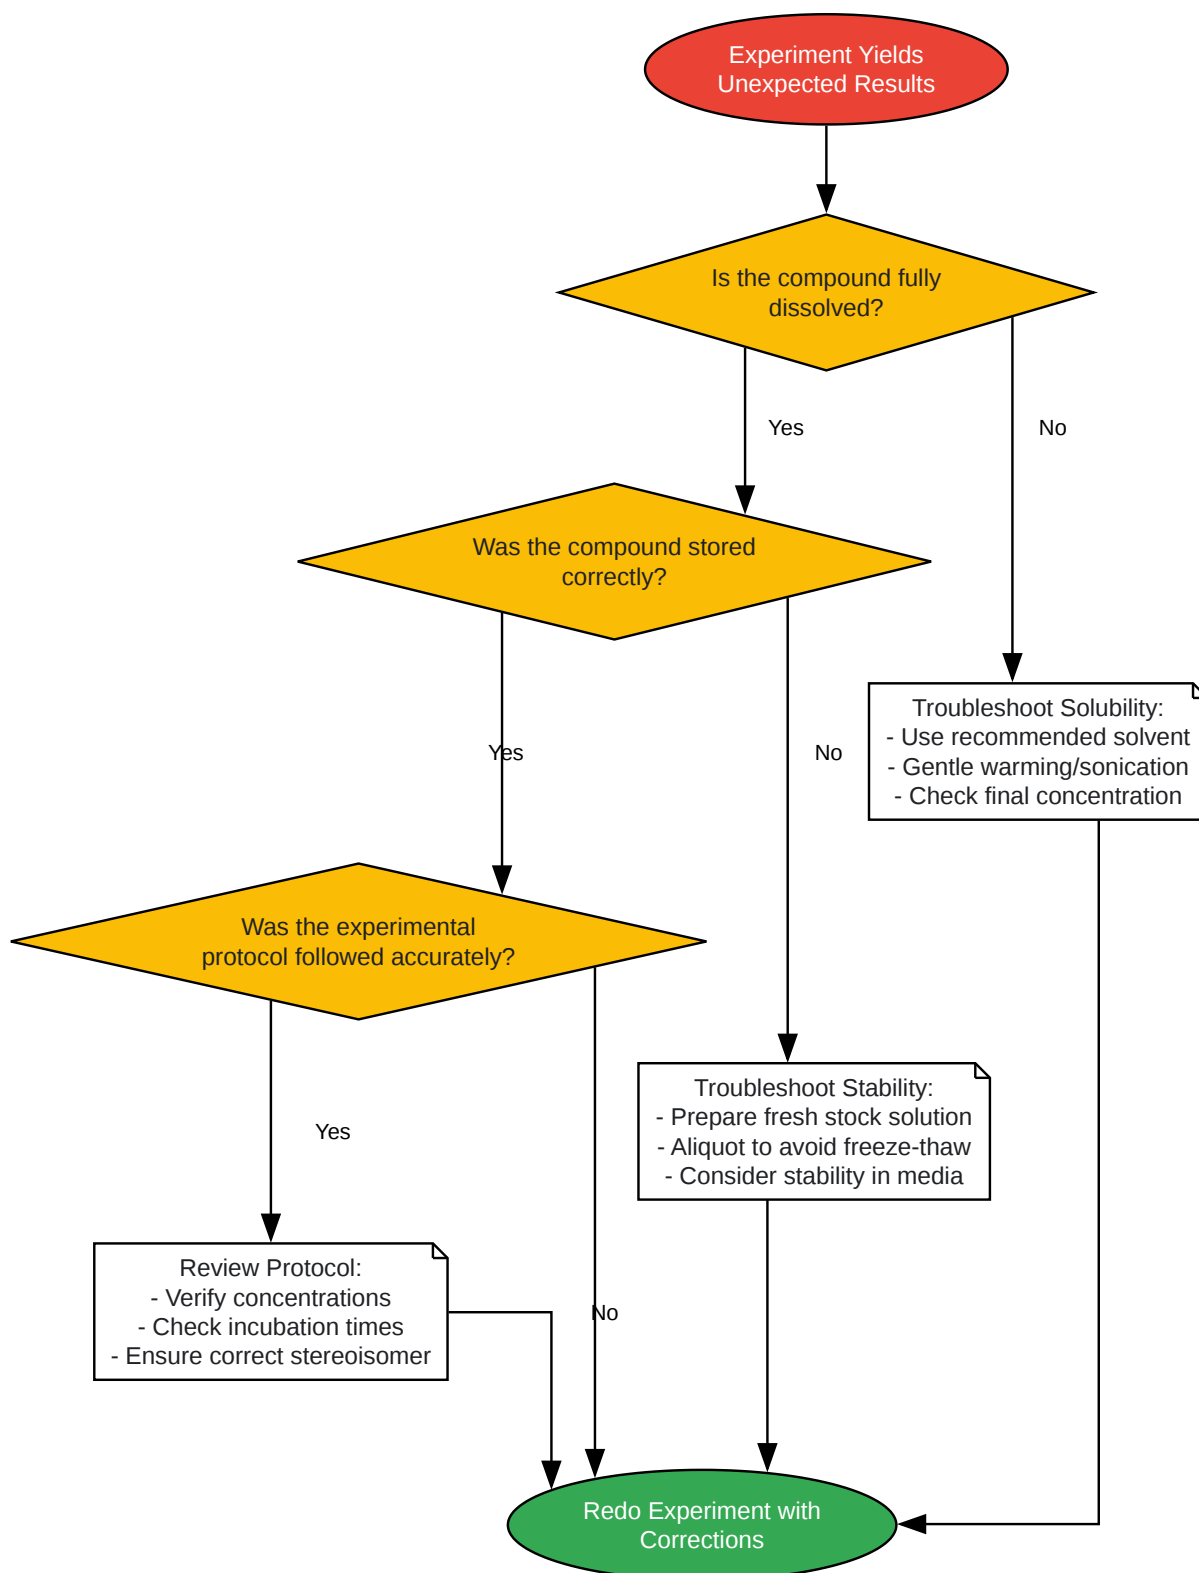 Experiment Yields
Unexpected Results
Is the compound fully
dissolved?
Yes
No
Was the compound stored
correctly?
Troubleshoot Solubility:
- Use recommended solvent
- Gentle warming/sonication
- Check final concentration
Yes
No
Was the experimental
protocol followed accurately?
Troubleshoot Stability:
- Prepare fresh stock solution
- Aliquot to avoid freeze-thaw
- Consider stability in media
Yes
Review Protocol:
- Verify concentrations
- Check incubation times
- Ensure correct stereoisomer
No
Redo Experiment with
Corrections